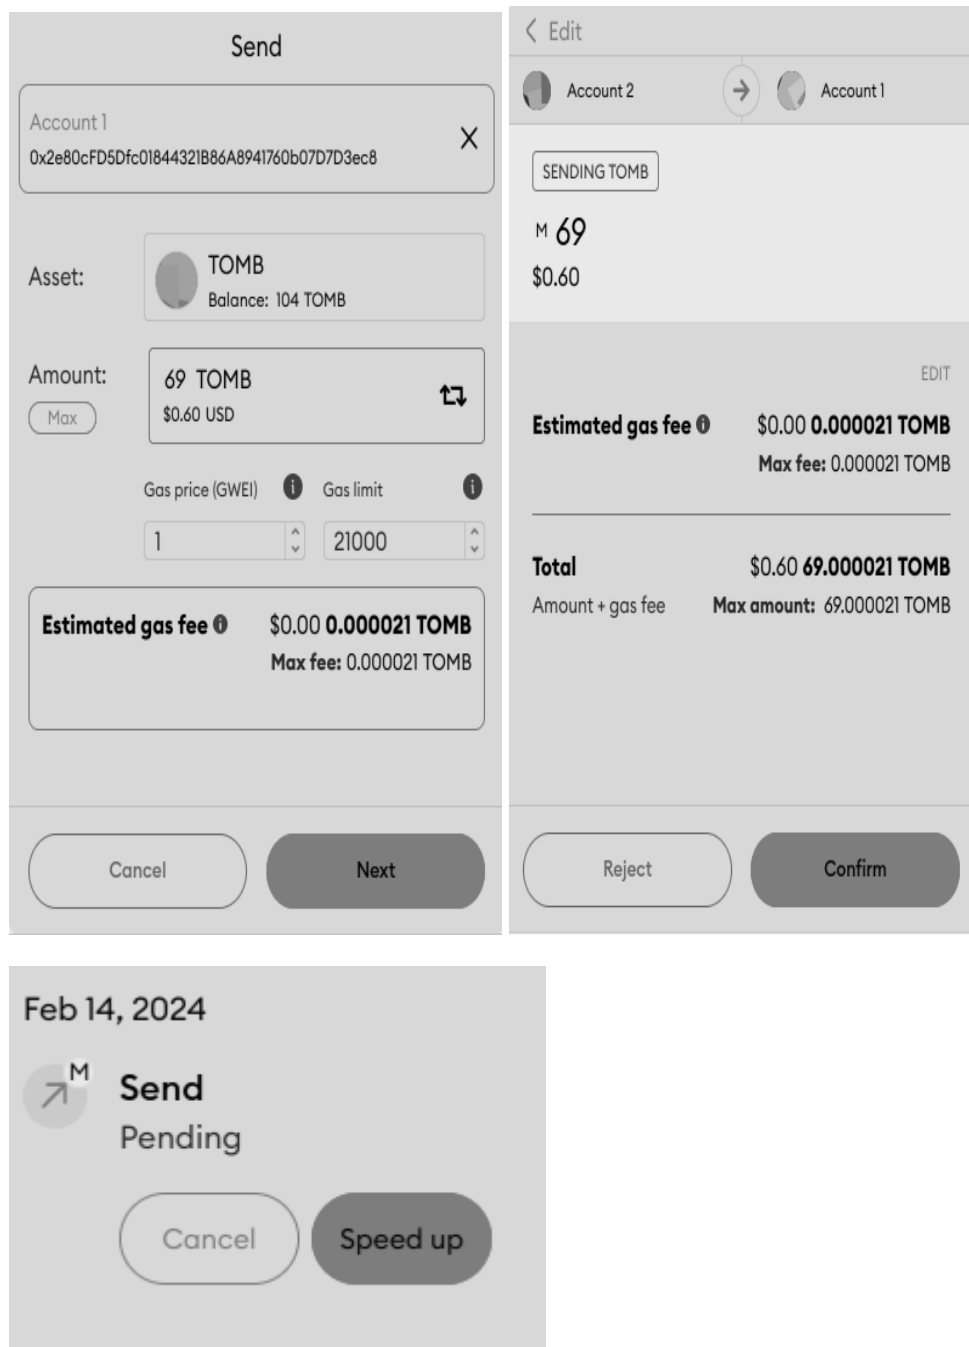 Send
Account 1
0x2e80cFD5Dfc01844321B86A8941760b07D7D3ec8
X
Asset:
TOMB
Balance: 104 TOMB
Amount:
Max
69 TOMB
$0.60 USD
Gas price (GWEI)
Gas limit
1
21000
Estimated gas fee $0.00 0.000021 TOMB
Max fee: 0.000021 TOMB
Cancel
Next
Edit
Account 2
Account 1
SENDING TOMB
M 69
$0.60
EDIT
Estimated gas fee $0.00 0.000021 TOMB
Max fee: 0.000021 TOMB
Total $0.60 69.000021 TOMB
Amount + gas fee Max amount: 69.000021 TOMB
Reject
Confirm
Feb 14, 2024
M
Send
Pending
Cancel
Speed up